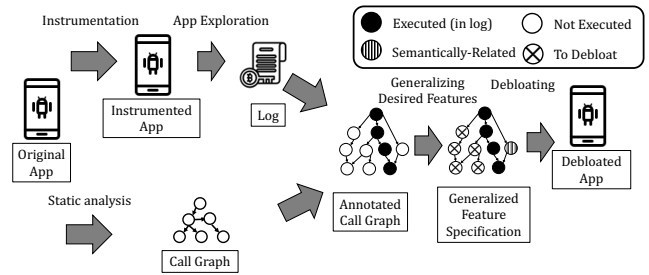 Instrumentation
App Exploration
Executed (in log)
Not Executed
Semantically-Related
To Debloat
Instrumented
App
Log
Generalizing
Desired Features
Debloating
Original
App
Debloated
App
Static analysis
Call Graph
Annotated
Call Graph
Generalized
Feature
Specification